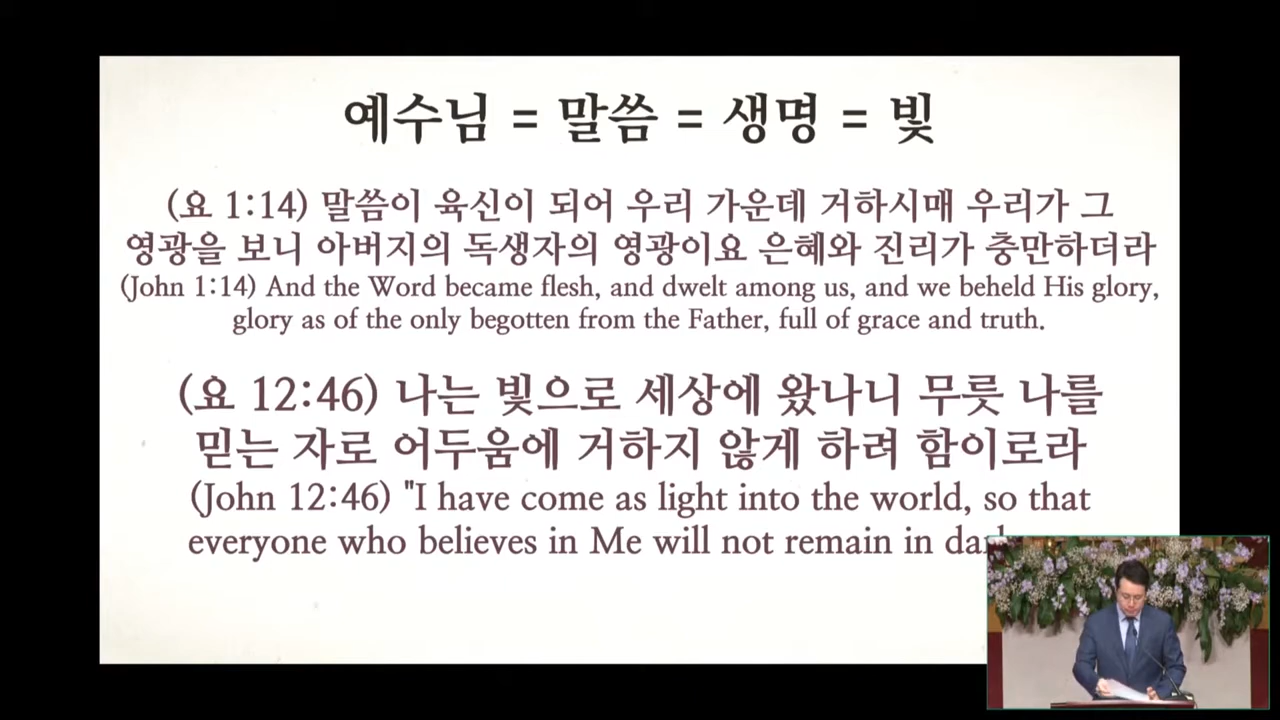 예수님 = 말씀 = 생명 = 빛
(요 1:14) 말씀이 육신이 되어 우리 가운데 거하시매 우리가 그
영광을 보니 아버지의 독생자의 영광이요 은혜와 진리가 충만하더라
(John 1:14) And the Word became flesh, and dwelt among us, and we beheld His glory,
glory as of the only begotten from the Father, full of grace and truth.
(요 12:46) 나는 빛으로 세상에 왔나니 무릇 나를
믿는 자로 어두움에 거하지 않게 하려 함이로라
(John 12:46) "I have come as light into the world, so that
everyone who believes in Me will not remain in